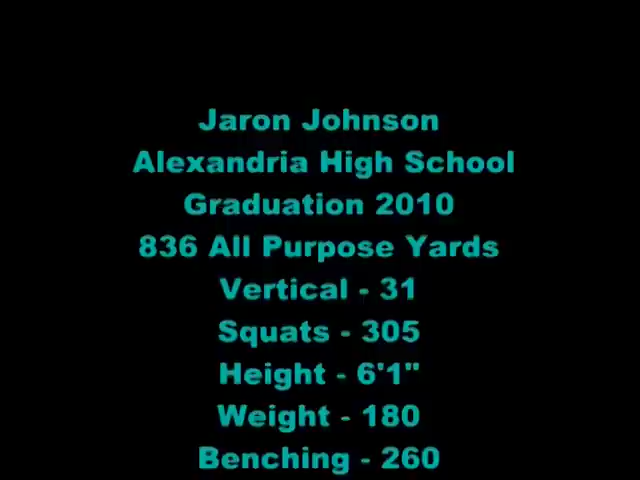 Jaron Johnson
Alexandria High School
Graduation 2010
836 All Purpose Yards
Vertical - 31
Squats - 305
Height - 6'1"
Weight - 180
Benching - 260